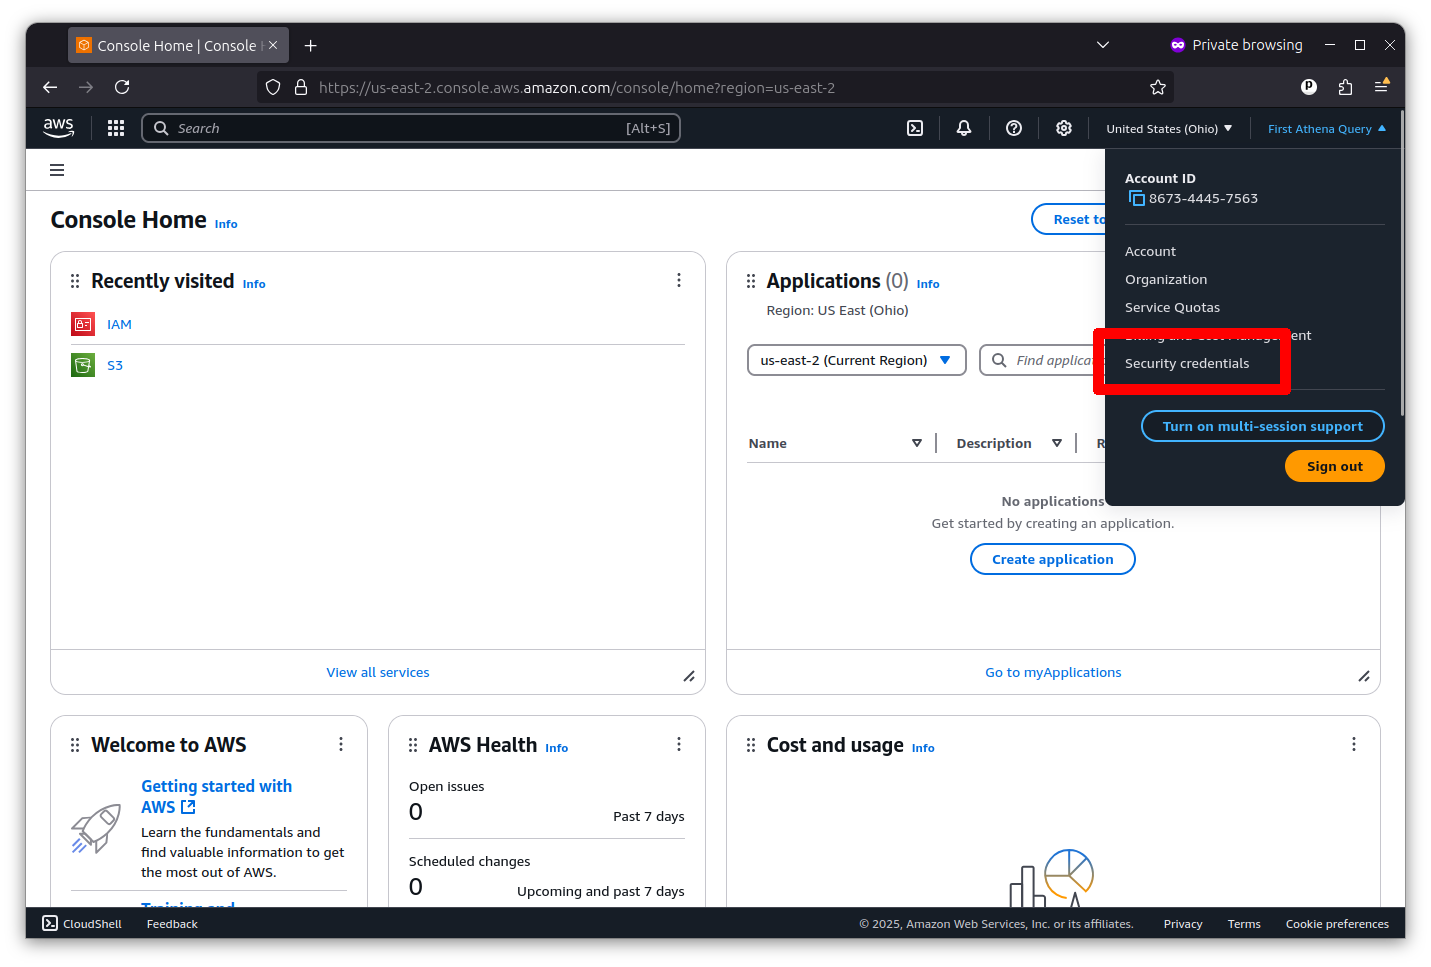 Console Home | Console
Private browsing
https://us-east-2.console.aws.amazon.com/console/home?region=us-east-2
aws
Search
[Alt+S]
United States (Ohio)
First Athena Query
Account ID
8673-4445-7563
Account
Organization
Service Quotas
Billing and Cost Management
Security credentials
Turn on multi-session support
Sign out
Console Home Info
Reset to
Recently visited Info
IAM
S3
View all services
Applications (0) Info
Region: US East (Ohio)
us-east-2 (Current Region)
Find applica
Name
Description
R
No applications
Get started by creating an application.
Create application
Go to myApplications
Welcome to AWS
Getting started with
AWS
Learn the fundamentals and
find valuable information to get
the most out of AWS.
Training and
AWS Health Info
Open issues
0
Past 7 days
Scheduled changes
0
Upcoming and past 7 days
Cost and usage Info
CloudShell
Feedback
© 2025, Amazon Web Services, Inc. or its affiliates.
Privacy
Terms
Cookie preferences